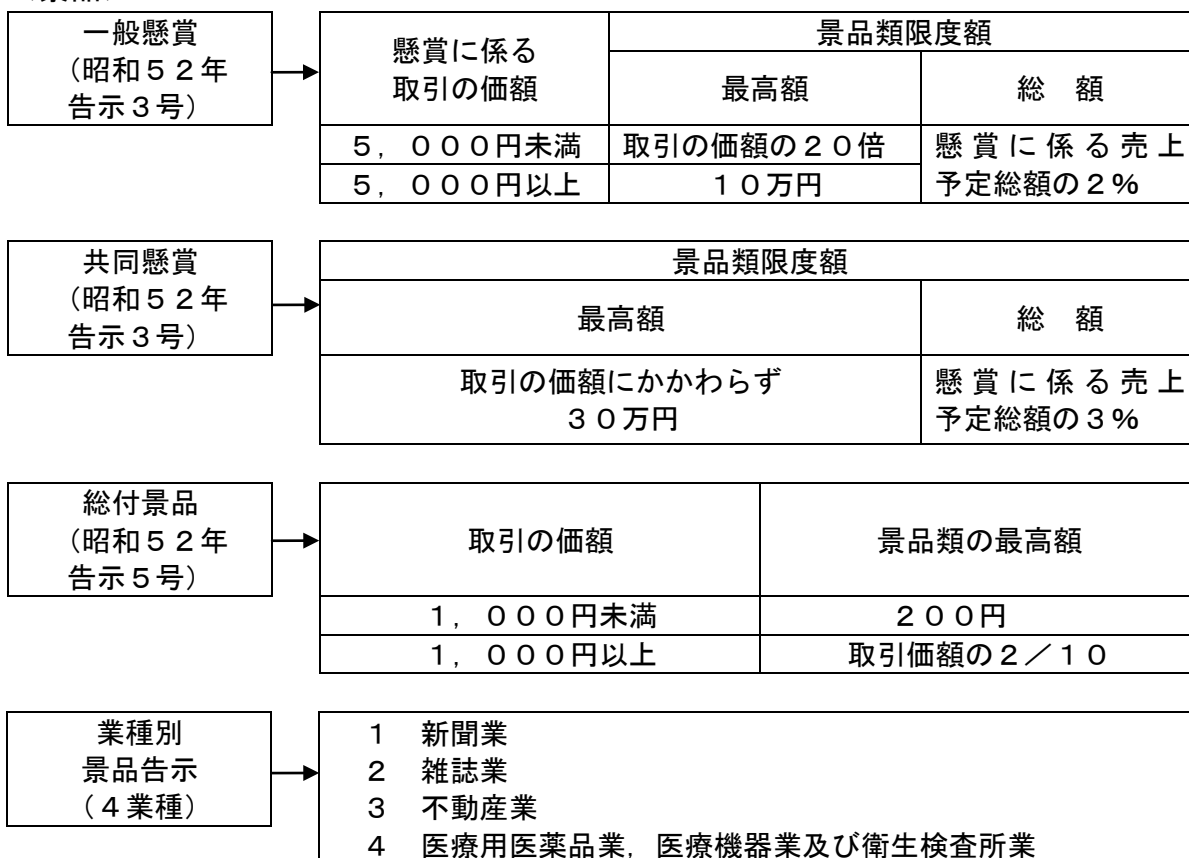 一般懸賞
（昭和５２年
告示３号）
懸賞に係る
取引の価額
景品類限度額
最高額
総　額
５，０００円未満
取引の価額の２０倍
懸賞に係る売上
予定総額の２％
５，０００円以上
１０万円
共同懸賞
（昭和５２年
告示３号）
景品類限度額
最高額
総　額
取引の価額にかかわらず
３０万円
懸賞に係る売上
予定総額の３％
総付景品
（昭和５２年
告示５号）
取引の価額
景品類の最高額
１，０００円未満
２００円
１，０００円以上
取引価額の２／１０
業種別
景品告示
（４業種）
１　新聞業
２　雑誌業
３　不動産業
４　医療用医薬品業，医療機器業及び衛生検査所業